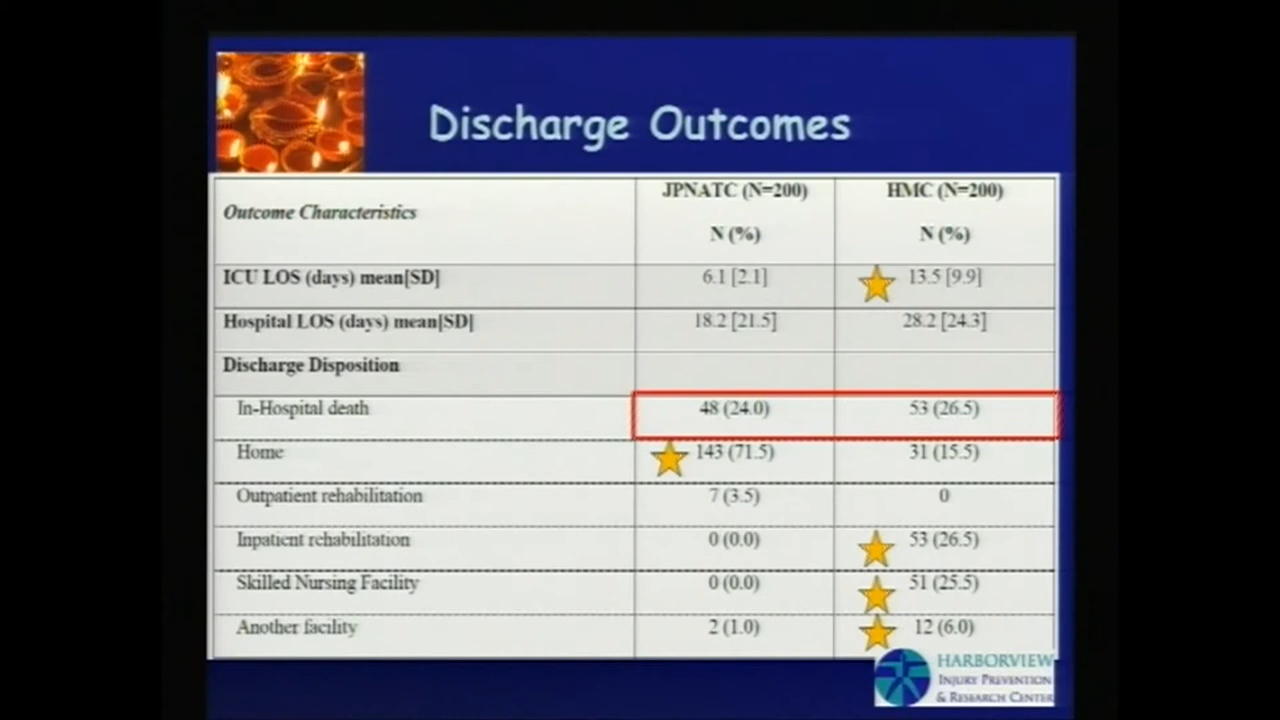 Discharge Outcomes
Outcome Characteristics JPNATC (N=200) N (%) HMC (N=200) N (%)
ICU LOS (days) mean[SD] 6.1 [2.1] 13.5 [9.9]
Hospital LOS (days) mean[SD] 18.2 [21.5] 28.2 [24.3]
Discharge Disposition
In-Hospital death 48 (24.0) 53 (26.5)
Home 143 (71.5) 31 (15.5)
Outpatient rehabilitation 7 (3.5) 0
Inpatient rehabilitation 0 (0.0) 53 (26.5)
Skilled Nursing Facility 0 (0.0) 51 (25.5)
Another facility 2 (1.0) 12 (6.0)
HARBORVIEW
INJURY PREVENTION
& RESEARCH CENTER